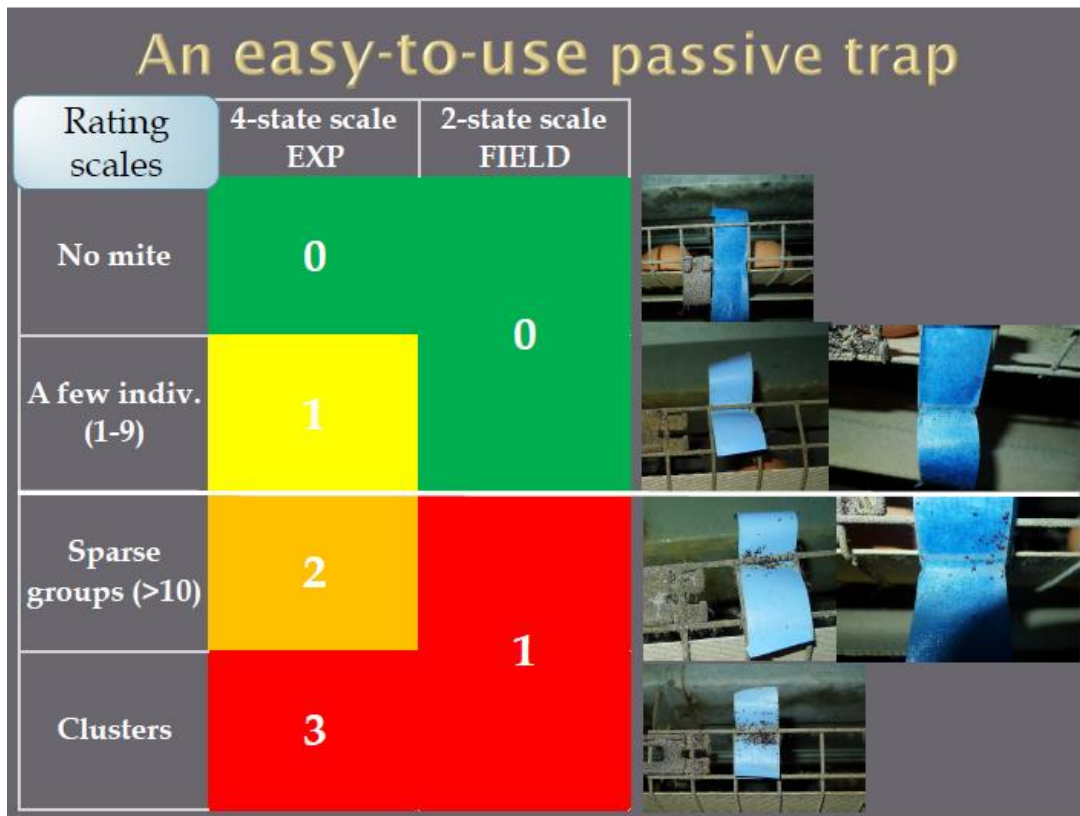 An easy-to-use passive trap
Rating
scales
4-state scale
EXP
2-state scale
FIELD
No mite
0
0
A few indiv.
(1-9)
1
Sparse
groups (>10)
2
1
Clusters
3